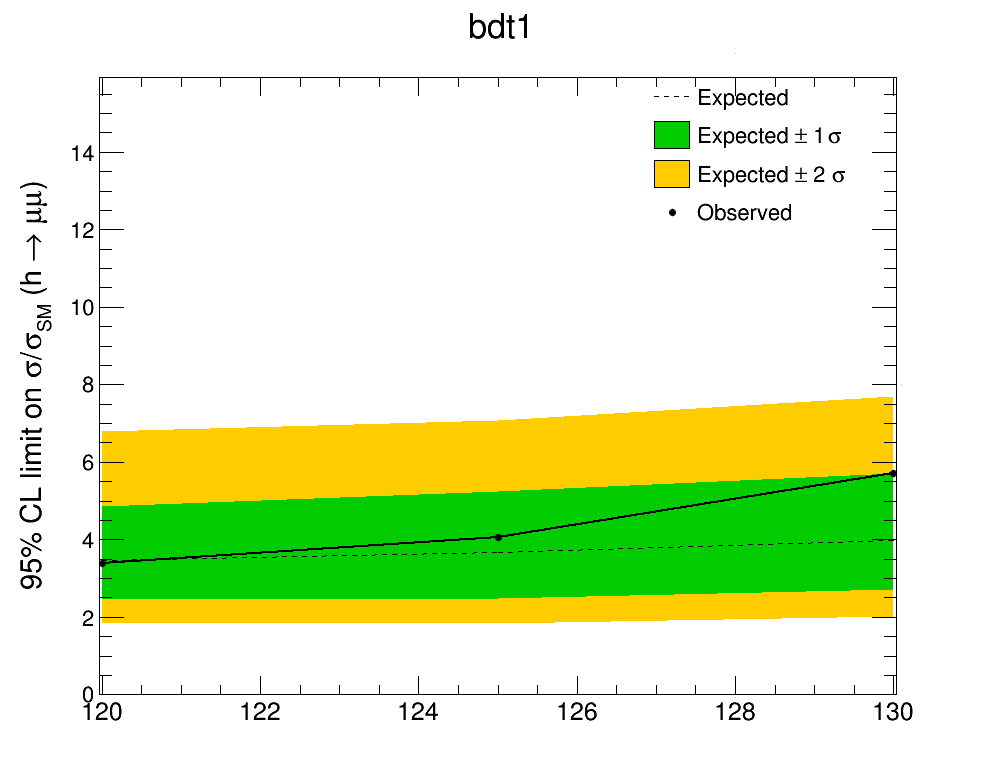 bdt1
95% CL limit on σ/σSM (h → μμ)
Expected
Expected ± 1 σ
Expected ± 2 σ
Observed
14
12
10
8
6
4
2
0
120 122 124 126 128 130